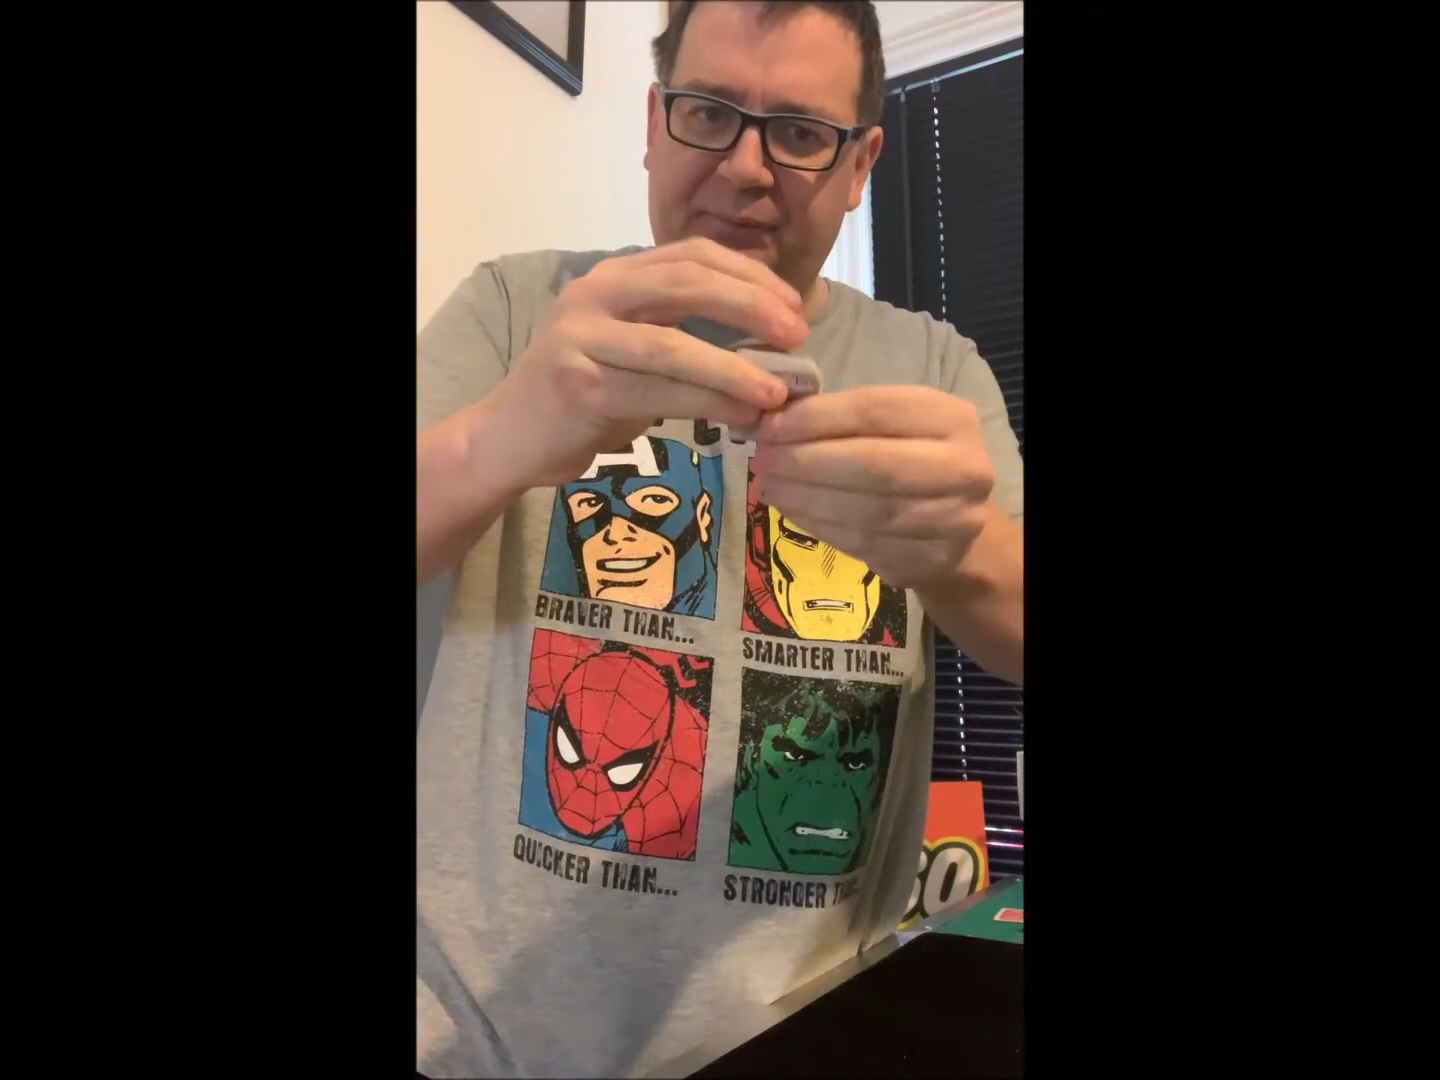 A
BRAVER THAN...
SMARTER THAN...
QUICKER THAN...
STRONGER